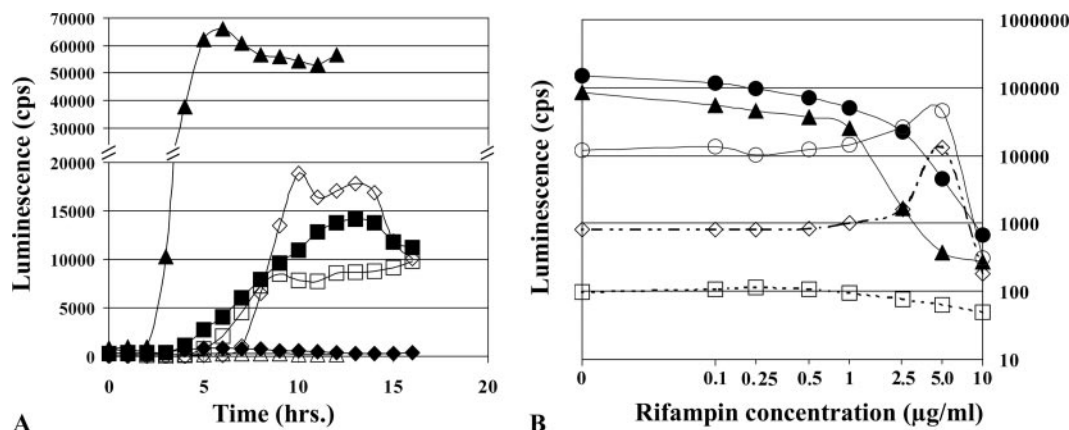 70000
60000
50000
40000
30000
20000
15000
10000
5000
0
Luminescence (cps)
0 5 10 15 20
Time (hrs.)
A
1000000
100000
10000
1000
100
10
Luminescence (cps)
0 0.1 0.25 0.5 1 2.5 5.0 10
Rifampin concentration (µg/ml)
B